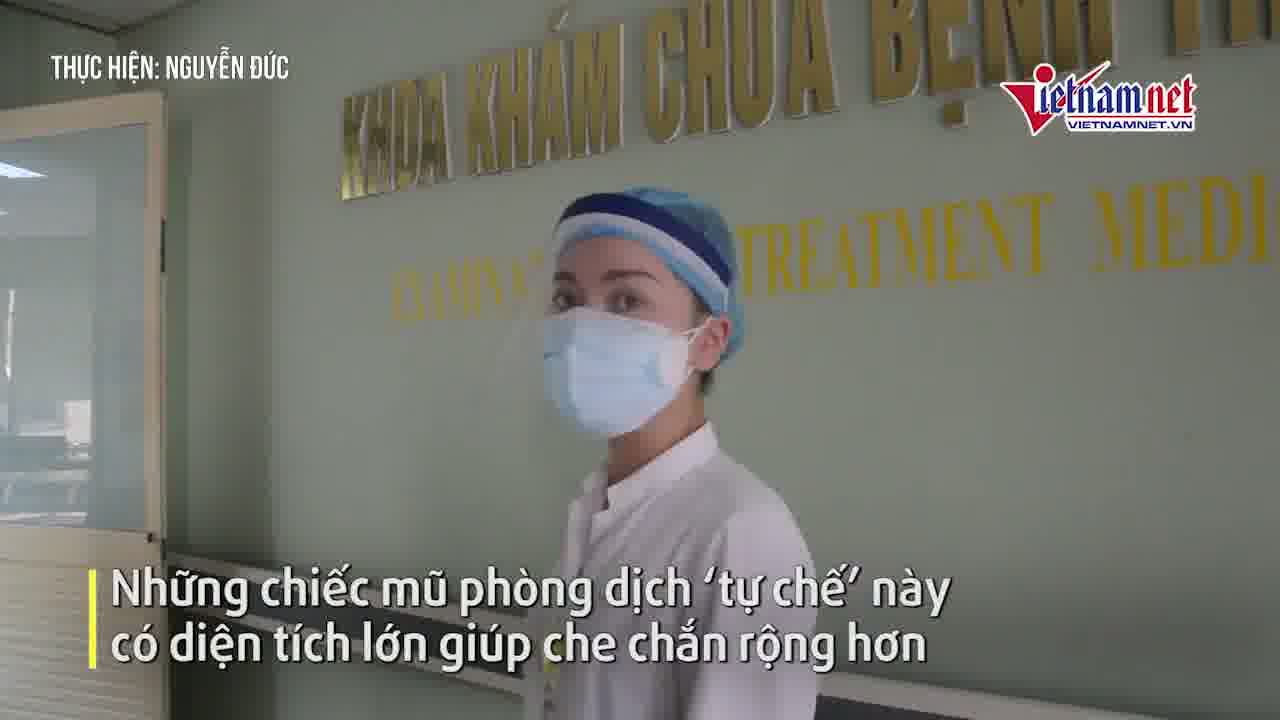 THỰC HIỆN: NGUYỄN ĐỨC
Vietnamnet
VIETNAMNET.VN
KHOA KHÁM CHỮA BỆNH
TREATMENT MEDI
Những chiếc mũ phòng dịch ‘tự chế’ này
có diện tích lớn giúp che chắn rộng hơn